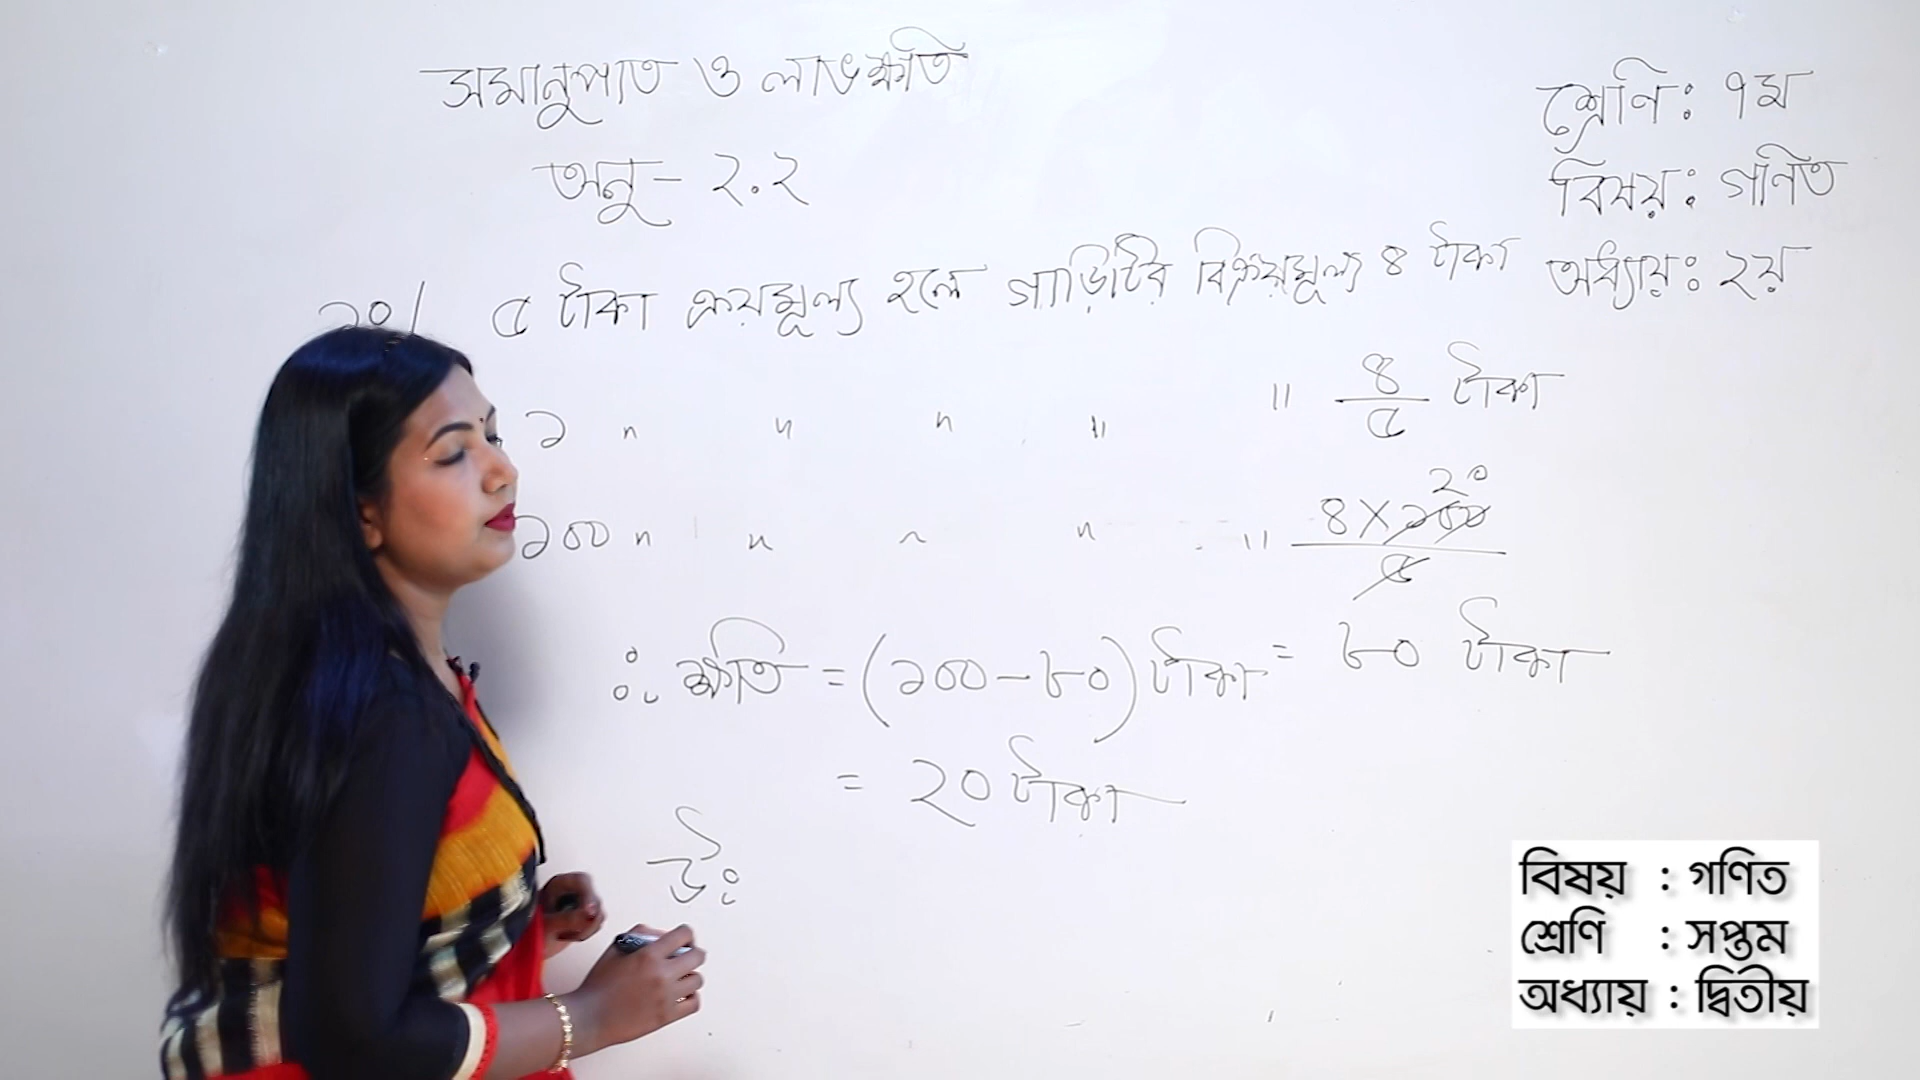 সমানুপাত ও লাভক্ষতি
অনু- ২.২
শ্রেণি: ৭ম
বিষয়: গণিত
অধ্যায়: ২য়
১০। ৫ টাকা ক্রয়মূল্য হলে গাড়িটির বিক্রয়মূল্য ৪ টাকা
১ " " " " " ৪/৫ টাকা
১০০ " " " " " ৪×১০০/৫ ২০
= ৮০ টাকা
∴ ক্ষতি = (১০০-৮০) টাকা
= ২০ টাকা
উঃ
বিষয় : গণিত
শ্রেণি : সপ্তম
অধ্যায় : দ্বিতীয়